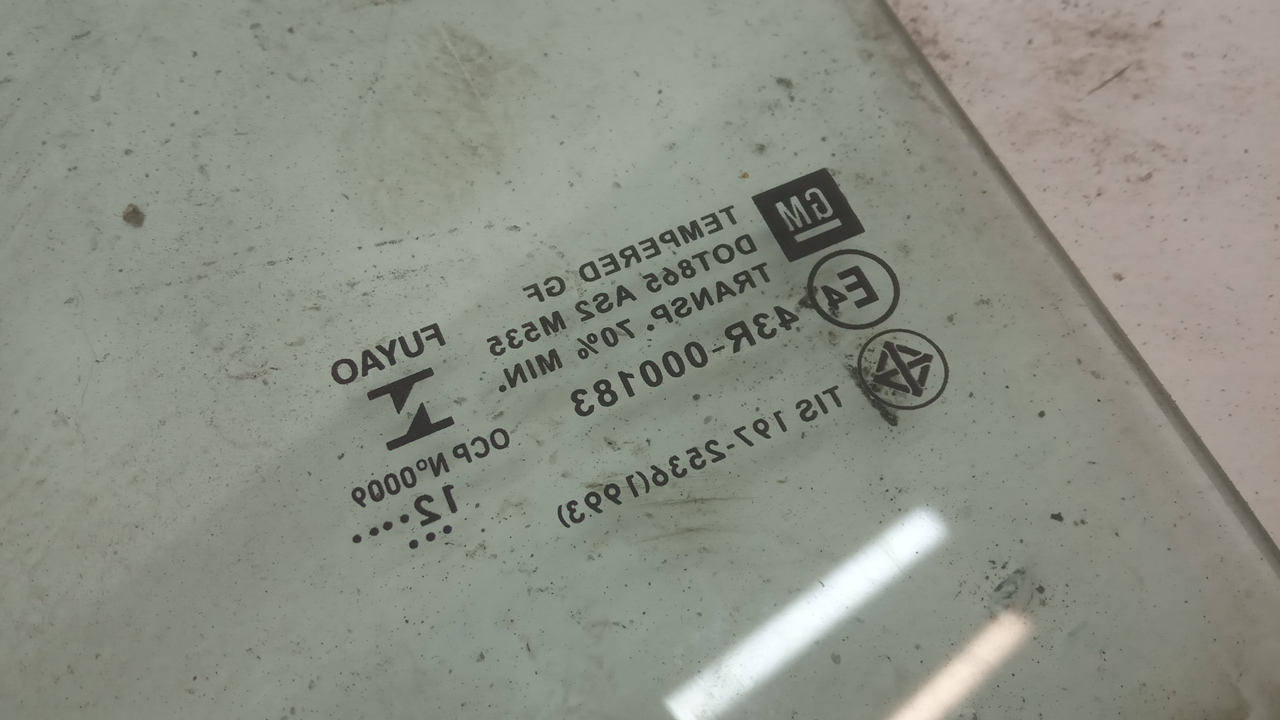 GM
TEMPERED GF
DOT865 AS2 M535
TRANSP. 70% MIN.
E4
43R-000183
TIS 197-2536(1993)
FUYAO
OCP Nº0009
12